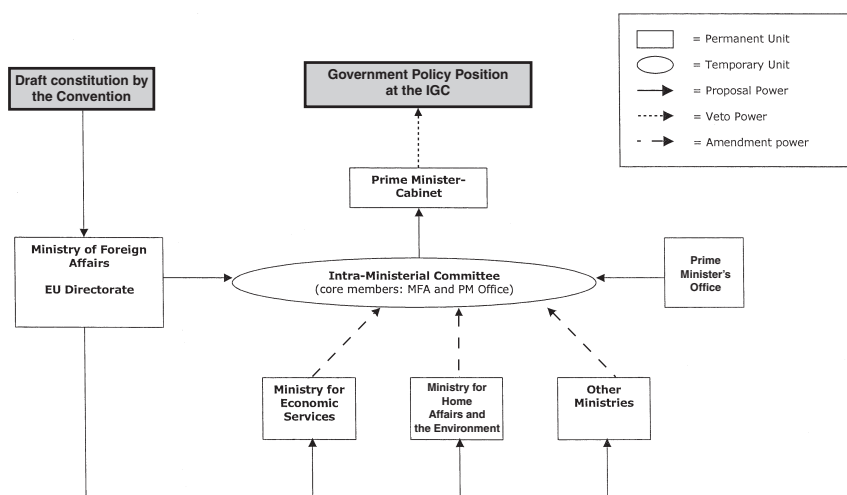 Draft constitution by
the Convention
Government Policy Position
at the IGC
= Permanent Unit
= Temporary Unit
= Proposal Power
= Veto Power
= Amendment power
Prime Minister-
Cabinet
Ministry of Foreign
Affairs
EU Directorate
Intra-Ministerial Committee
(core members: MFA and PM Office)
Prime
Minister's
Office
Ministry for
Economic
Services
Ministry for
Home
Affairs and
the Environment
Other
Ministries